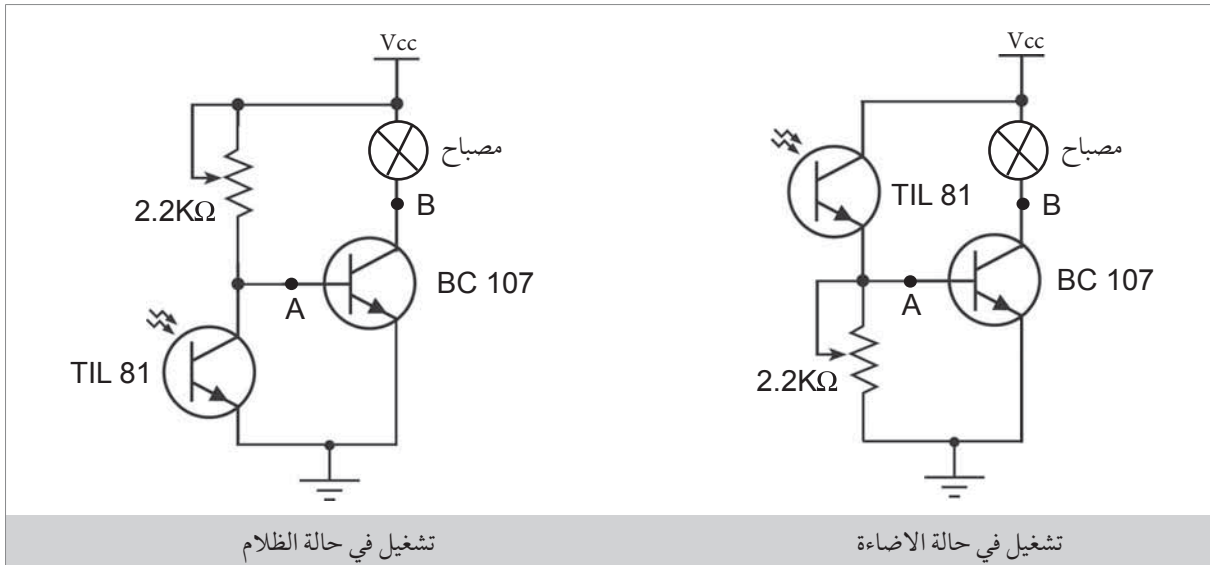 Vcc
مصباح
B
2.2KΩ
BC 107
A
TIL 81
تشغيل في حالة الظلام
Vcc
مصباح
TIL 81
B
BC 107
A
2.2KΩ
تشغيل في حالة الاضاءة